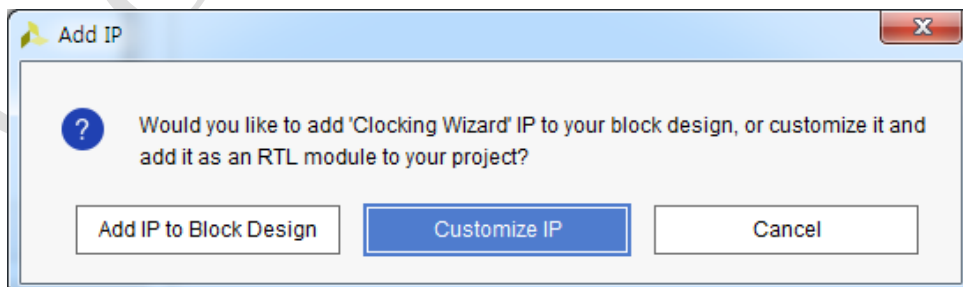 Add IP
Would you like to add 'Clocking Wizard' IP to your block design, or customize it and
add it as an RTL module to your project?
Add IP to Block Design
Customize IP
Cancel